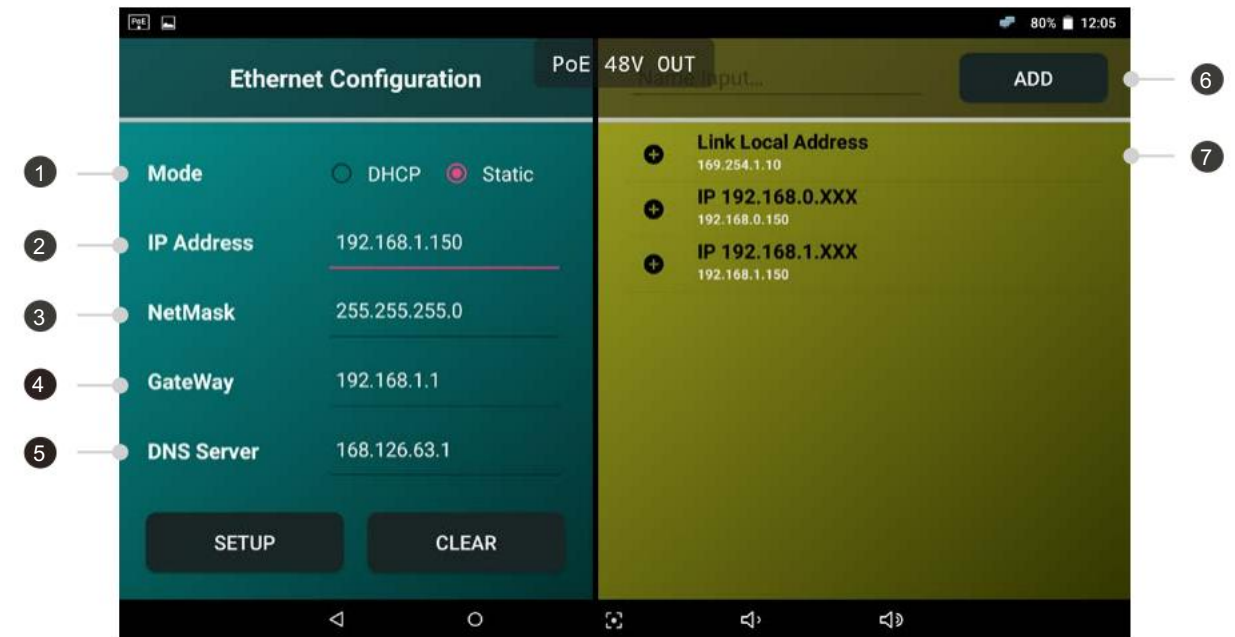 PoE
80% 12:05
PoE 48V OUT
Ethernet Configuration
Name Input...
ADD
6
1
Mode
DHCP
Static
2
IP Address
192.168.1.150
3
NetMask
255.255.255.0
4
GateWay
192.168.1.1
5
DNS Server
168.126.63.1
SETUP
CLEAR
Link Local Address
169.254.1.10
7
IP 192.168.0.XXX
192.168.0.150
IP 192.168.1.XXX
192.168.1.150